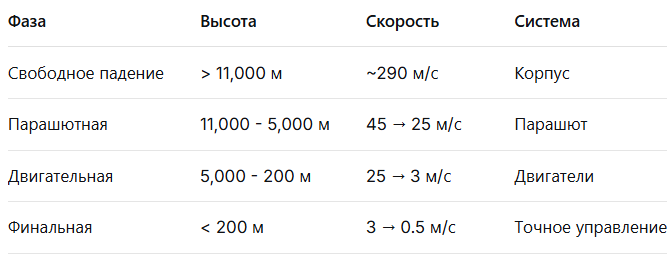 Фаза Высота Скорость Система
Свободное падение > 11,000 м ~290 м/с Корпус
Парашютная 11,000 - 5,000 м 45 → 25 м/с Парашют
Двигательная 5,000 - 200 м 25 → 3 м/с Двигатели
Финальная < 200 м 3 → 0.5 м/с Точное управление